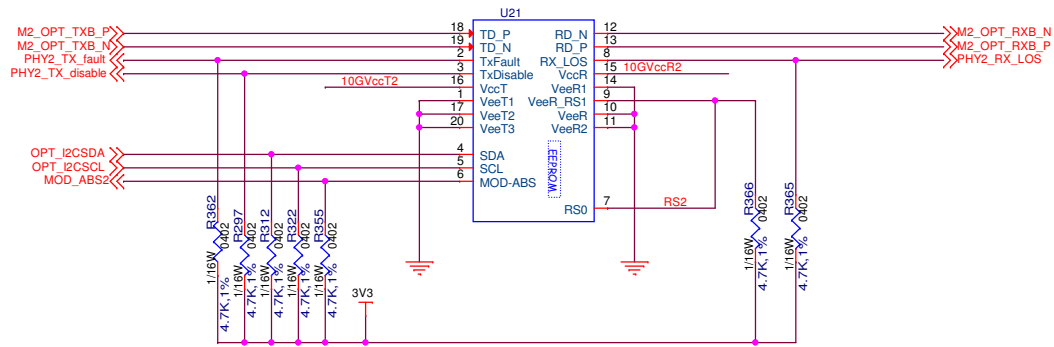 U21
M2_OPT_TXB_P 18 TD_P RD_N 12 M2_OPT_RXB_N
M2_OPT_TXB_N 19 TD_N RD_P 13 M2_OPT_RXB_P
PHY2_TX_fault 2 TxFault RX_LOS 8 PHY2_RX_LOS
PHY2_TX_disable 3 TxDisable VccR 15 10GVccR2
10GVccT2 16 VccT VeeR1 14
1 VeeT1 VeeR_RS1 9
17 VeeT2 VeeR 10
20 VeeT3 VeeR2 11
OPT_I2CSDA 4 SDA
OPT_I2CSCL 5 SCL
MOD_ABS2 6 MOD-ABS
EEPROM
RS0 7 RS2
R362 0402 1/16W 4.7K,1%
R297 0402 1/16W 4.7K,1%
R312 0402 1/16W 4.7K,1%
R322 0402 1/16W 4.7K,1%
R355 0402 1/16W 4.7K,1%
R366 0402 1/16W 4.7K,1%
R365 0402 1/16W 4.7K,1%
3V3